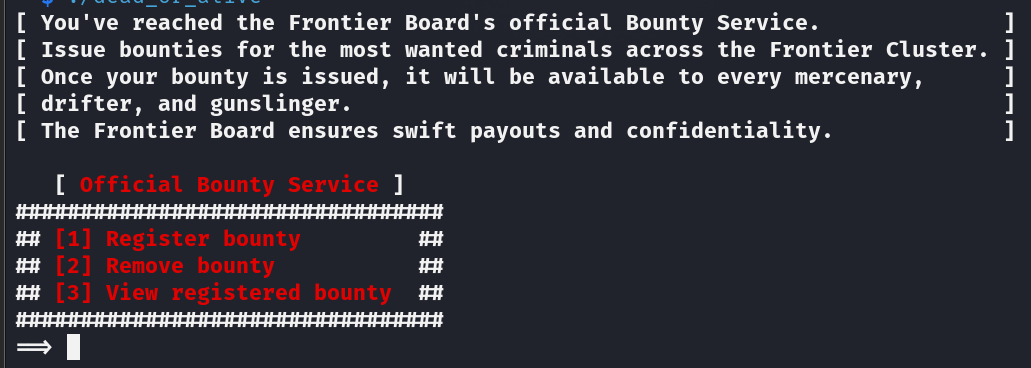 $ ./dead_or_alive
[ You've reached the Frontier Board's official Bounty Service. ]
[ Issue bounties for the most wanted criminals across the Frontier Cluster. ]
[ Once your bounty is issued, it will be available to every mercenary, ]
[ drifter, and gunslinger. ]
[ The Frontier Board ensures swift payouts and confidentiality. ]
[ Official Bounty Service ]
#################################
## [1] Register bounty ##
## [2] Remove bounty ##
## [3] View registered bounty ##
#################################
==>